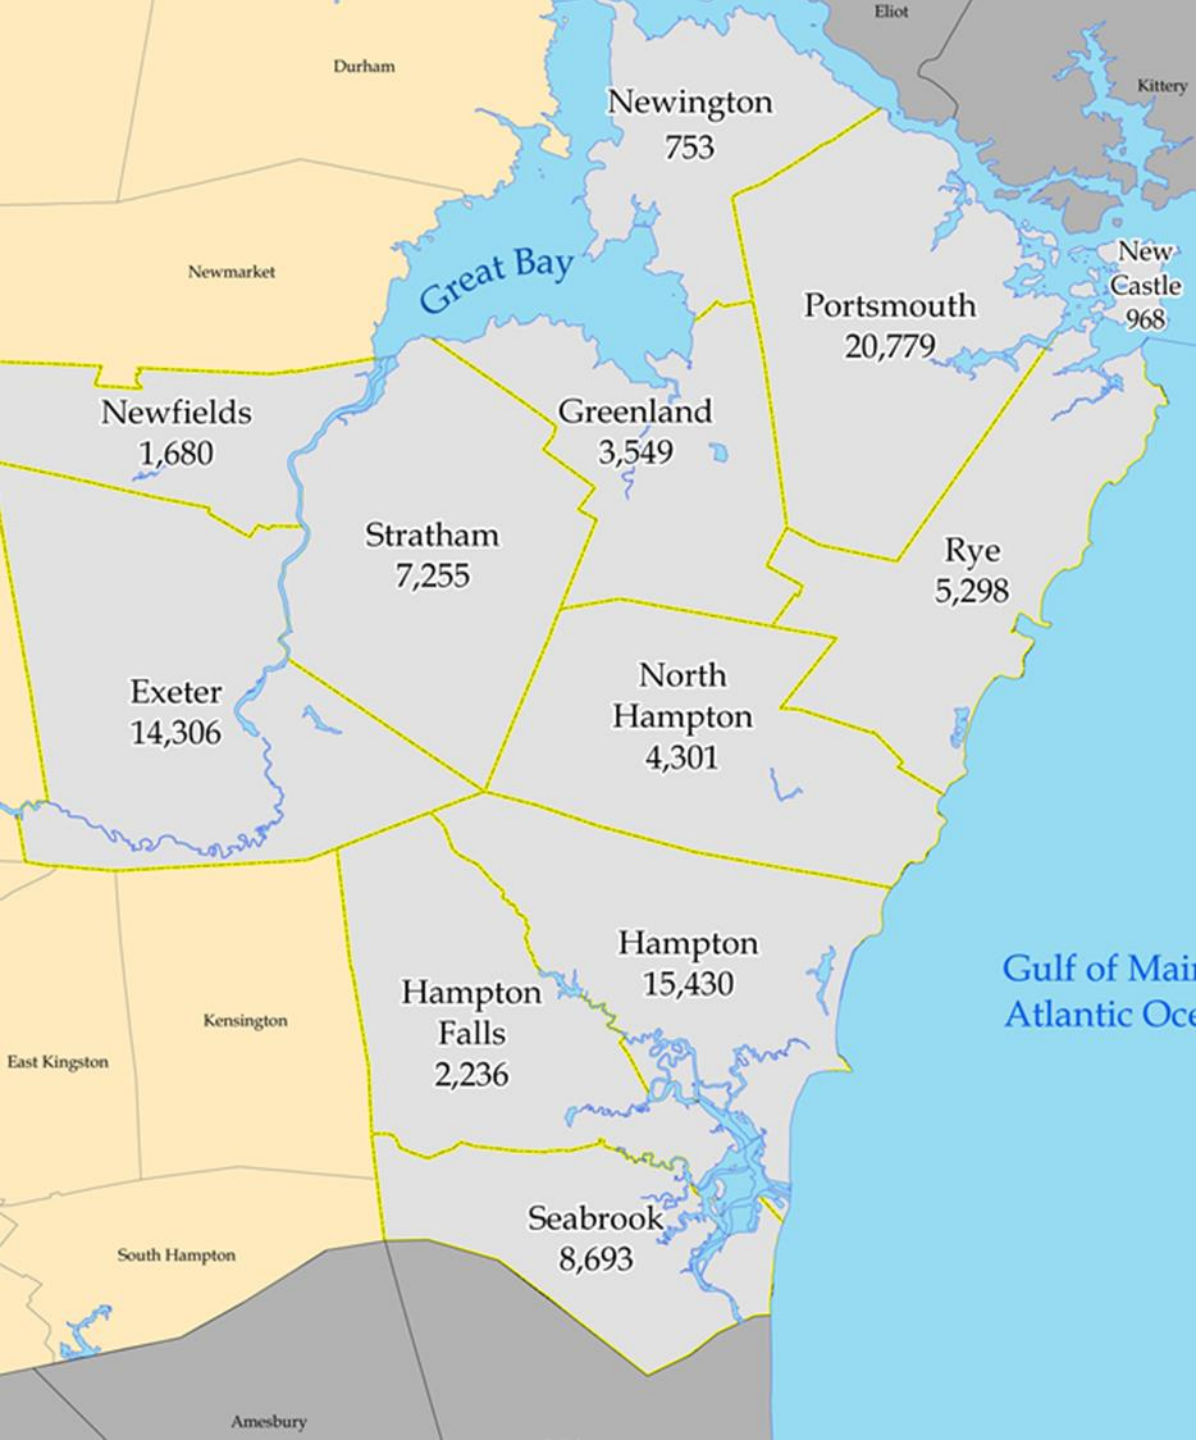 Eliot
Durham
Kittery
Newington
753
New
Castle
968
Great Bay
Newmarket
Portsmouth
20,779
Newfields
1,680
Greenland
3,549
Stratham
7,255
Rye
5,298
Exeter
14,306
North
Hampton
4,301
Hampton
15,430
Gulf of Mai
Atlantic Oce
Hampton
Falls
2,236
Kensington
East Kingston
Seabrook
8,693
South Hampton
Amesbury